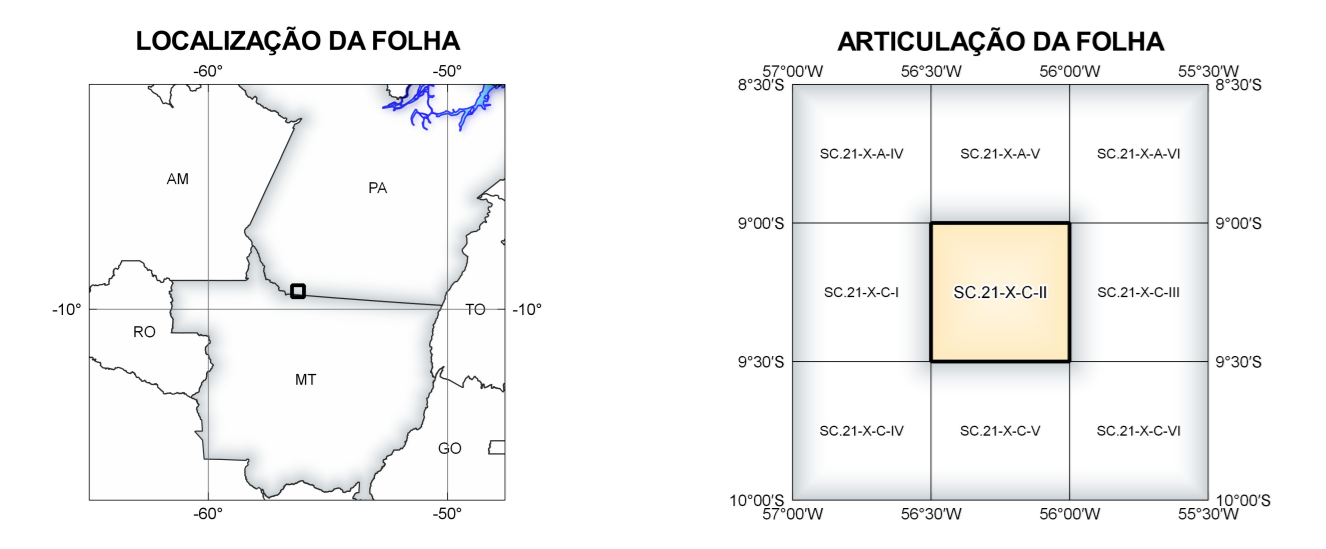 LOCALIZAÇÃO DA FOLHA
-60°
-50°
AM
PA
-10°
TO
-10°
RO
MT
GO
-60°
-50°
ARTICULAÇÃO DA FOLHA
57°00'W
56°30'W
56°00'W
55°30'W
8°30'S
8°30'S
SC.21-X-A-IV
SC.21-X-A-V
SC.21-X-A-VI
9°00'S
9°00'S
SC.21-X-C-I
SC.21-X-C-II
SC.21-X-C-III
9°30'S
9°30'S
SC.21-X-C-IV
SC.21-X-C-V
SC.21-X-C-VI
10°00'S
10°00'S
57°00'W
56°30'W
56°00'W
55°30'W